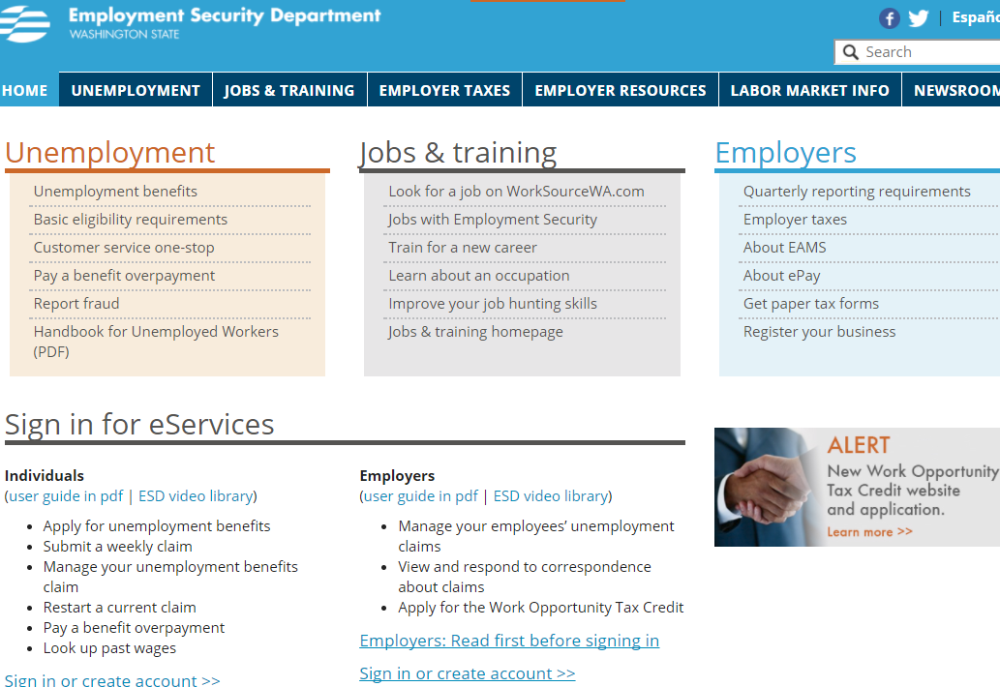 Employment Security Department
WASHINGTON STATE
f
Search
HOME
UNEMPLOYMENT
JOBS & TRAINING
EMPLOYER TAXES
EMPLOYER RESOURCES
LABOR MARKET INFO
Unemployment
Unemployment benefits
Basic eligibility requirements
Customer service one-stop
Pay a benefit overpayment
Report fraud
Handbook for Unemployed Workers
(PDF)
Jobs & training
Look for a job on WorkSourceWA.com
Jobs with Employment Security
Train for a new career
Learn about an occupation
Improve your job hunting skills
Jobs & training homepage
Employers
Quarterly reporting requirements
Employer taxes
About EAMS
About ePay
Get paper tax forms
Register your business
Sign in for eServices
Individuals
(user guide in pdf | ESD video library)
• Apply for unemployment benefits
• Submit a weekly claim
• Manage your unemployment benefits
claim
• Restart a current claim
• Pay a benefit overpayment
• Look up past wages
Sign in or create account >>
Employers
(user guide in pdf | ESD video library)
• Manage your employees’ unemployment
claims
• View and respond to correspondence
about claims
• Apply for the Work Opportunity Tax Credit
Employers: Read first before signing in
Sign in or create account >>
ALERT
New Work Opportunity
Tax Credit website
and application.
Learn more >>